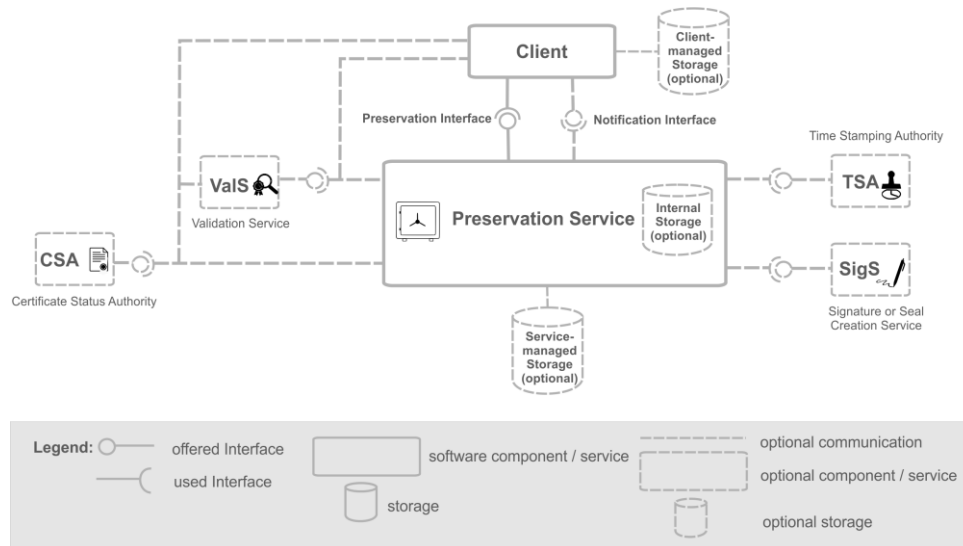 Client
Client-
managed
Storage
(optional)
Preservation Interface
Notification Interface
Time Stamping Authority
ValS
Validation Service
Preservation Service
Internal
Storage
(optional)
TSA
CSA
Certificate Status Authority
SigS
Signature or Seal
Creation Service
Service-
managed
Storage
(optional)
Legend:
offered Interface
used Interface
software component / service
storage
optional communication
optional component / service
optional storage